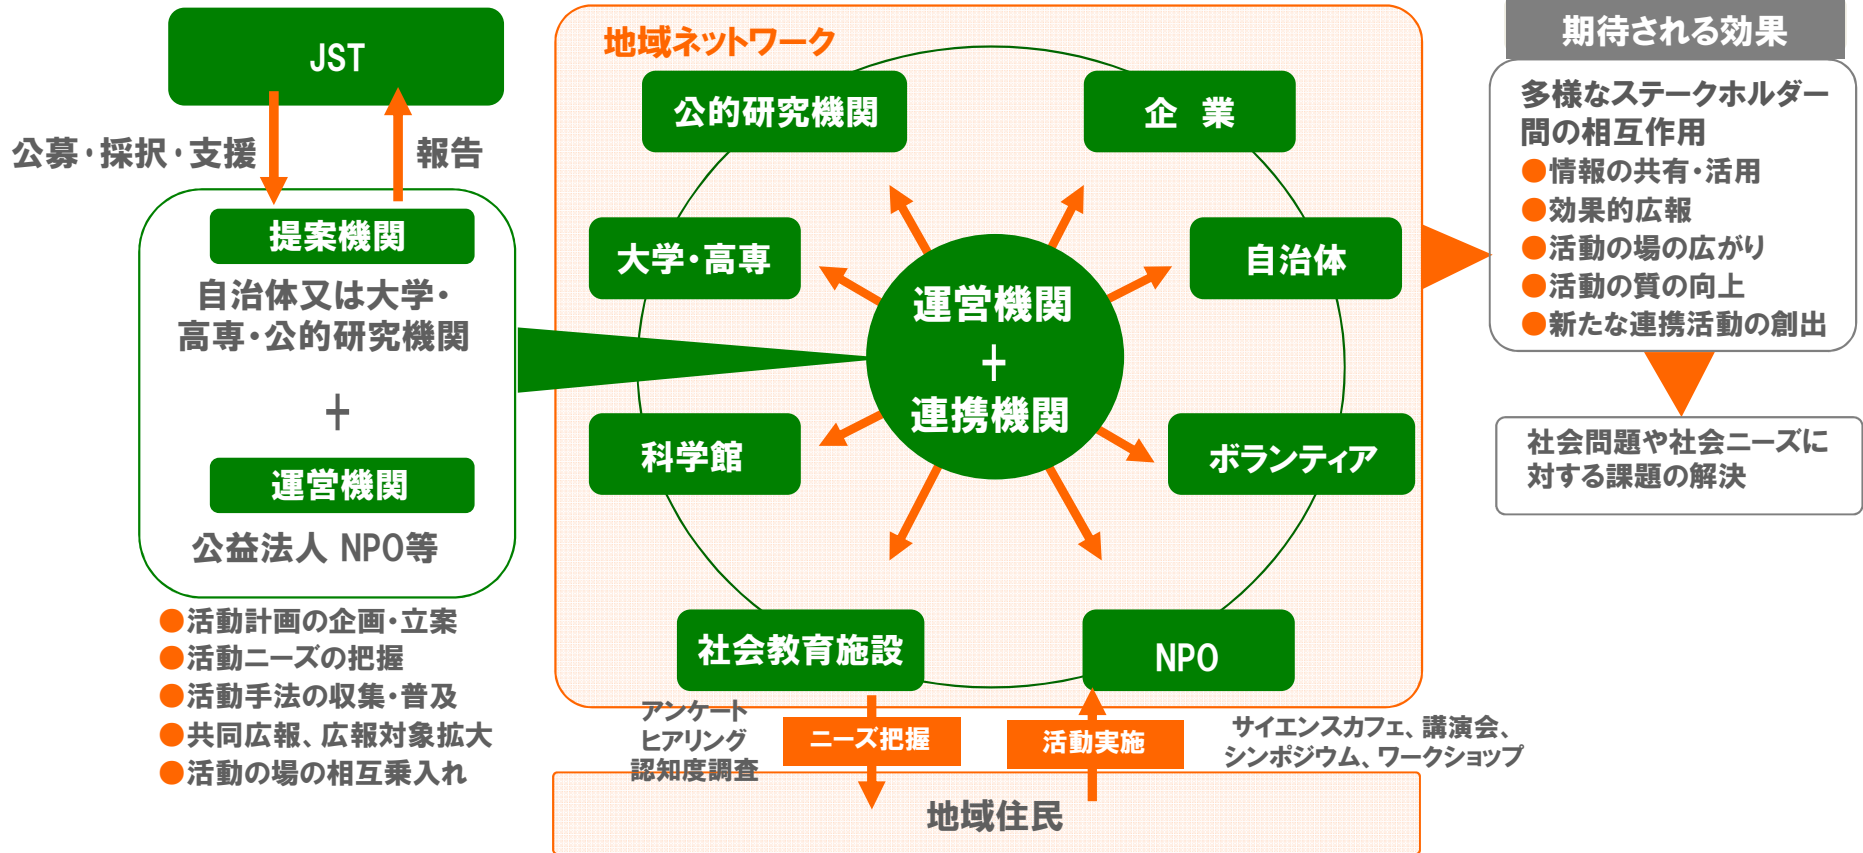 JST
公募・採択・支援
報告
提案機関
自治体又は大学・
高専・公的研究機関
＋
運営機関
公益法人 NPO等
●活動計画の企画・立案
●活動ニーズの把握
●活動手法の収集・普及
●共同広報、広報対象拡大
●活動の場の相互乗入れ
地域ネットワーク
公的研究機関
企 業
大学・高専
自治体
運営機関
＋
連携機関
科学館
ボランティア
社会教育施設
NPO
アンケート
ヒアリング
認知度調査
ニーズ把握
活動実施
サイエンスカフェ、講演会、
シンポジウム、ワークショップ
地域住民
期待される効果
多様なステークホルダー
間の相互作用
●情報の共有・活用
●効果的広報
●活動の場の広がり
●活動の質の向上
●新たな連携活動の創出
社会問題や社会ニーズに
対する課題の解決